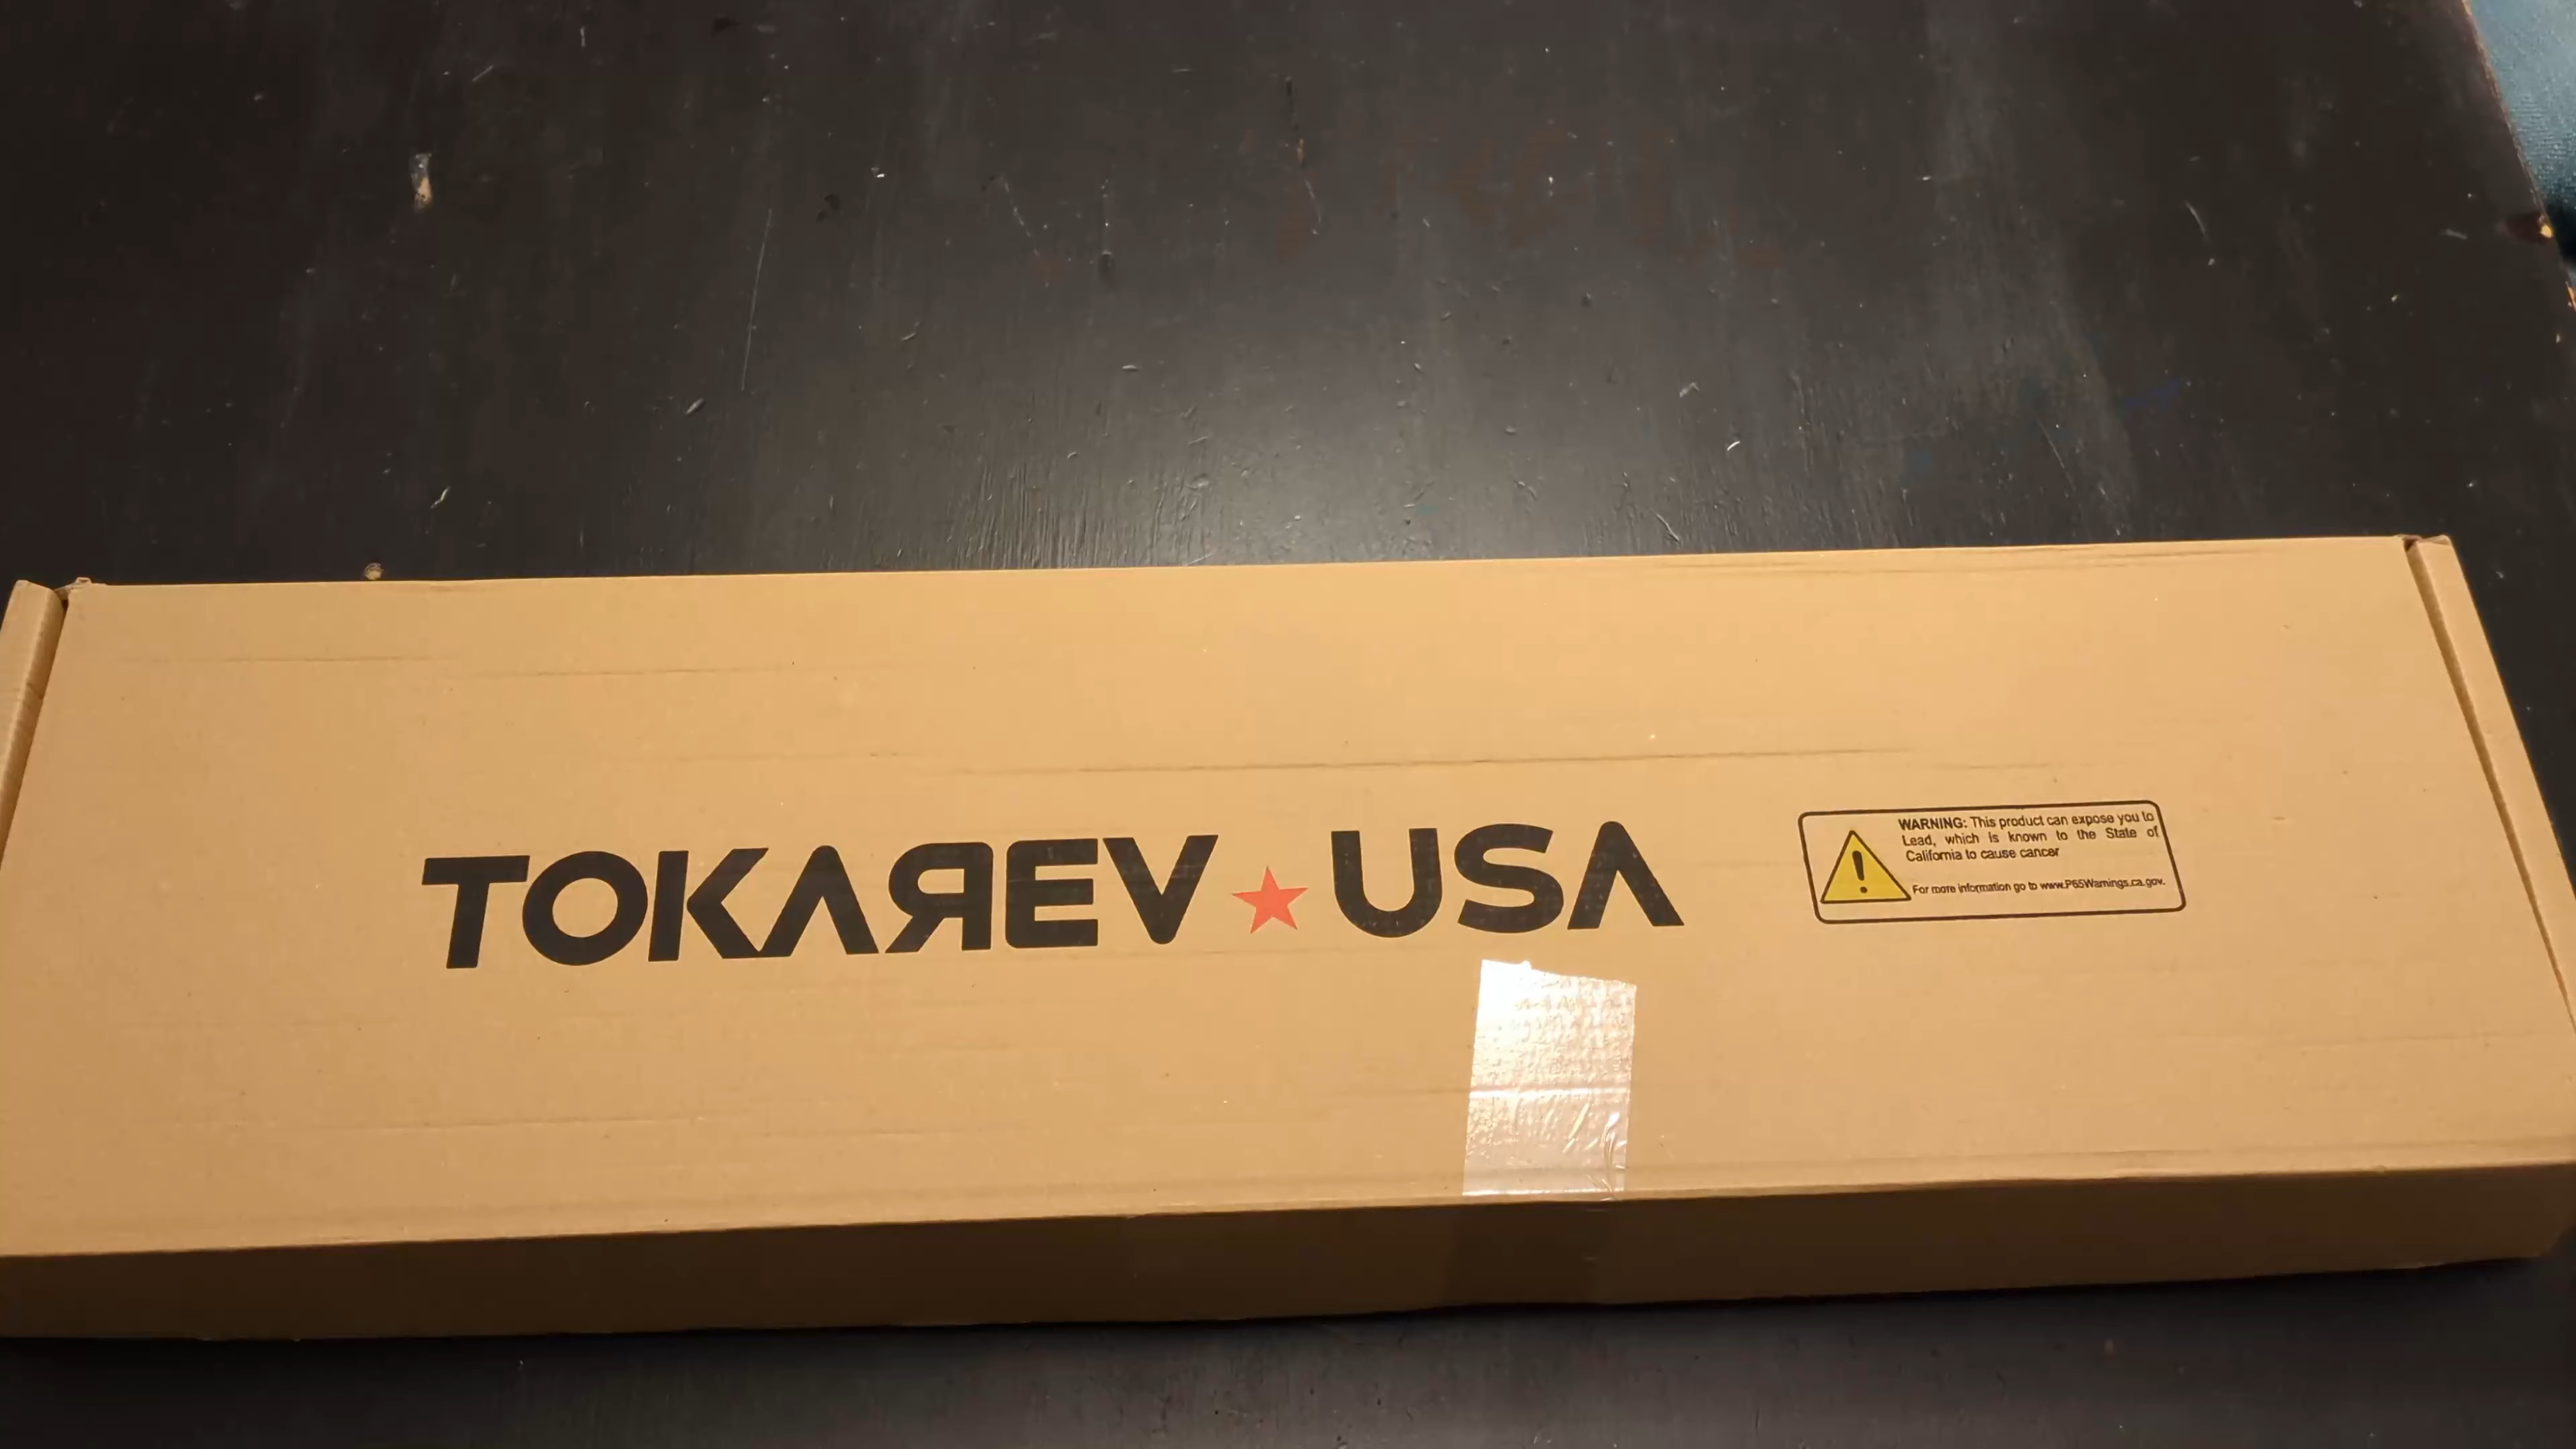 TOKAЯEV ★ USA
WARNING: This product can expose you to
Lead, which is known to the State of
California to cause cancer
For more information go to www.P65Warnings.ca.gov.